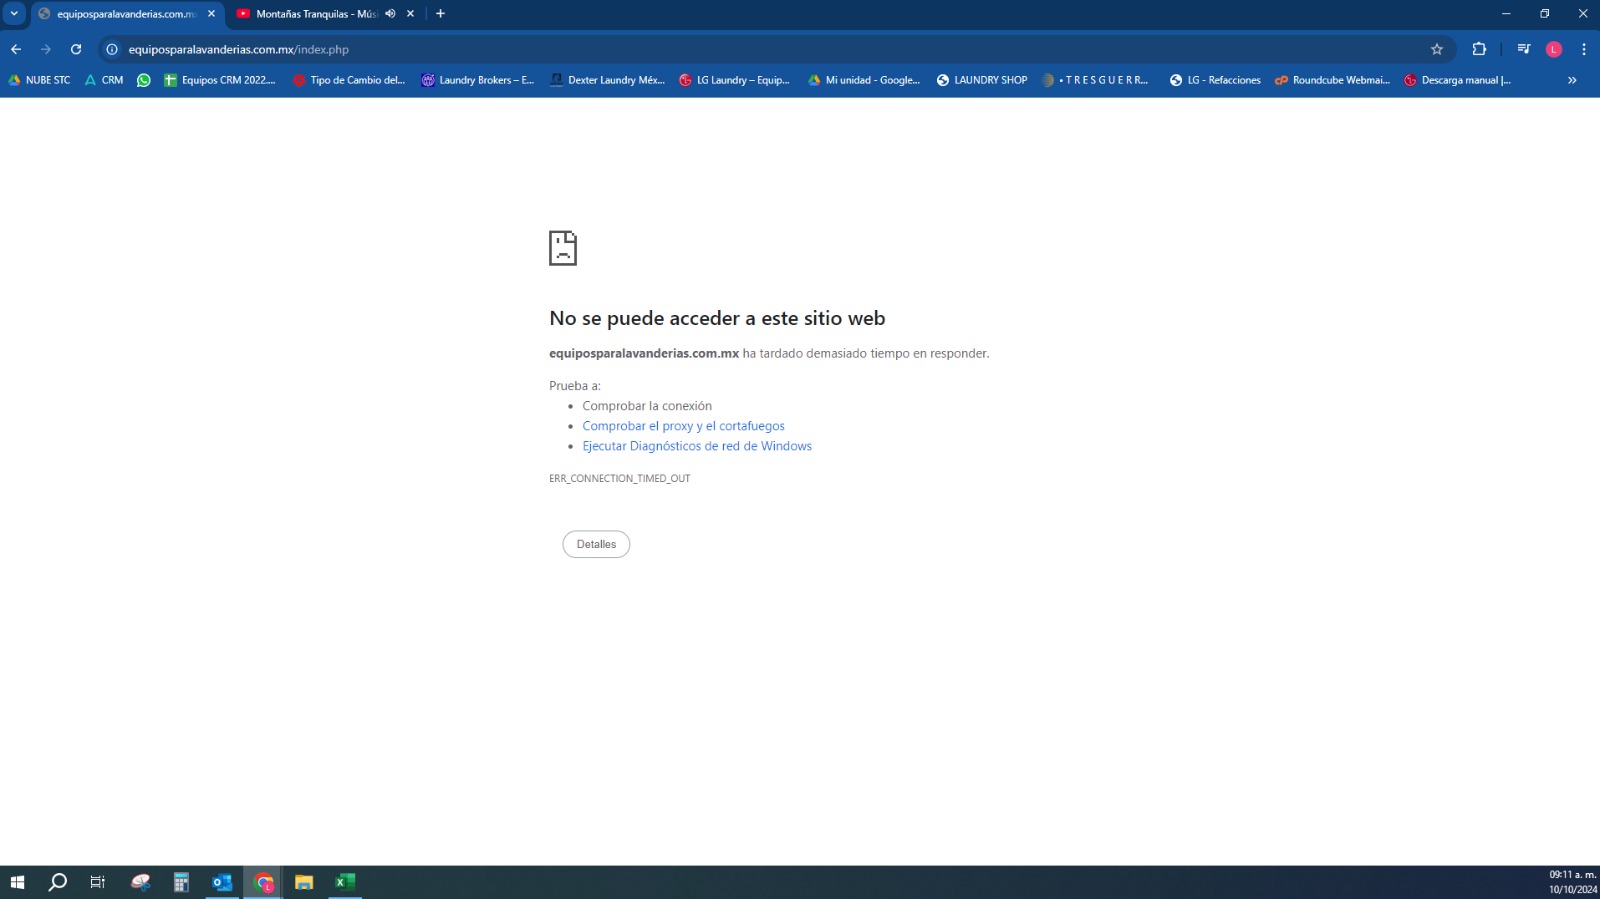 equiposparalavanderias.com.m
Montañas Tranquilas - Músi
equiposparalavanderias.com.mx/index.php
L
NUBE STC
CRM
Equipos CRM 2022....
Tipo de Cambio del...
Laundry Brokers – E...
Dexter Laundry Méx...
LG Laundry – Equip...
Mi unidad - Google...
LAUNDRY SHOP
• T R E S G U E R R...
LG - Refacciones
Roundcube Webmai...
Descarga manual |...
No se puede acceder a este sitio web
equiposparalavanderias.com.mx ha tardado demasiado tiempo en responder.
Prueba a:
• Comprobar la conexión
• Comprobar el proxy y el cortafuegos
• Ejecutar Diagnósticos de red de Windows
ERR_CONNECTION_TIMED_OUT
Detalles
09:11 a. m.
10/10/2024